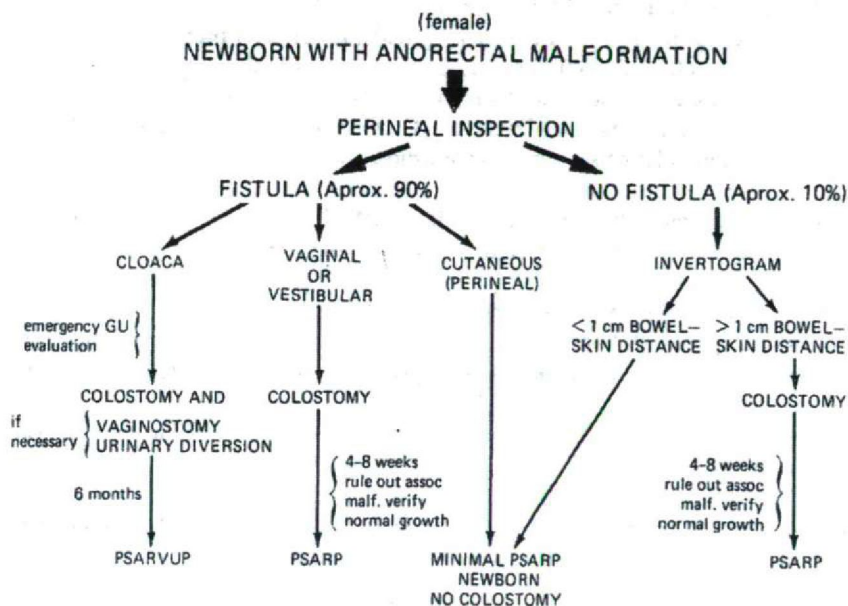 (female)
NEWBORN WITH ANORECTAL MALFORMATION
PERINEAL INSPECTION
FISTULA (Aprox. 90%)
NO FISTULA (Aprox. 10%)
CLOACA
VAGINAL
OR
VESTIBULAR
CUTANEOUS
(PERINEAL)
INVERTOGRAM
emergency GU
evaluation
< 1 cm BOWEL–
SKIN DISTANCE
> 1 cm BOWEL–
SKIN DISTANCE
COLOSTOMY AND
if
necessary
VAGINOSTOMY
URINARY DIVERSION
COLOSTOMY
COLOSTOMY
6 months
4–8 weeks
rule out assoc
malf. verify
normal growth
4–8 weeks
rule out assoc
malf. verify
normal growth
PSARVUP
PSARP
MINIMAL PSARP
NEWBORN
NO COLOSTOMY
PSARP